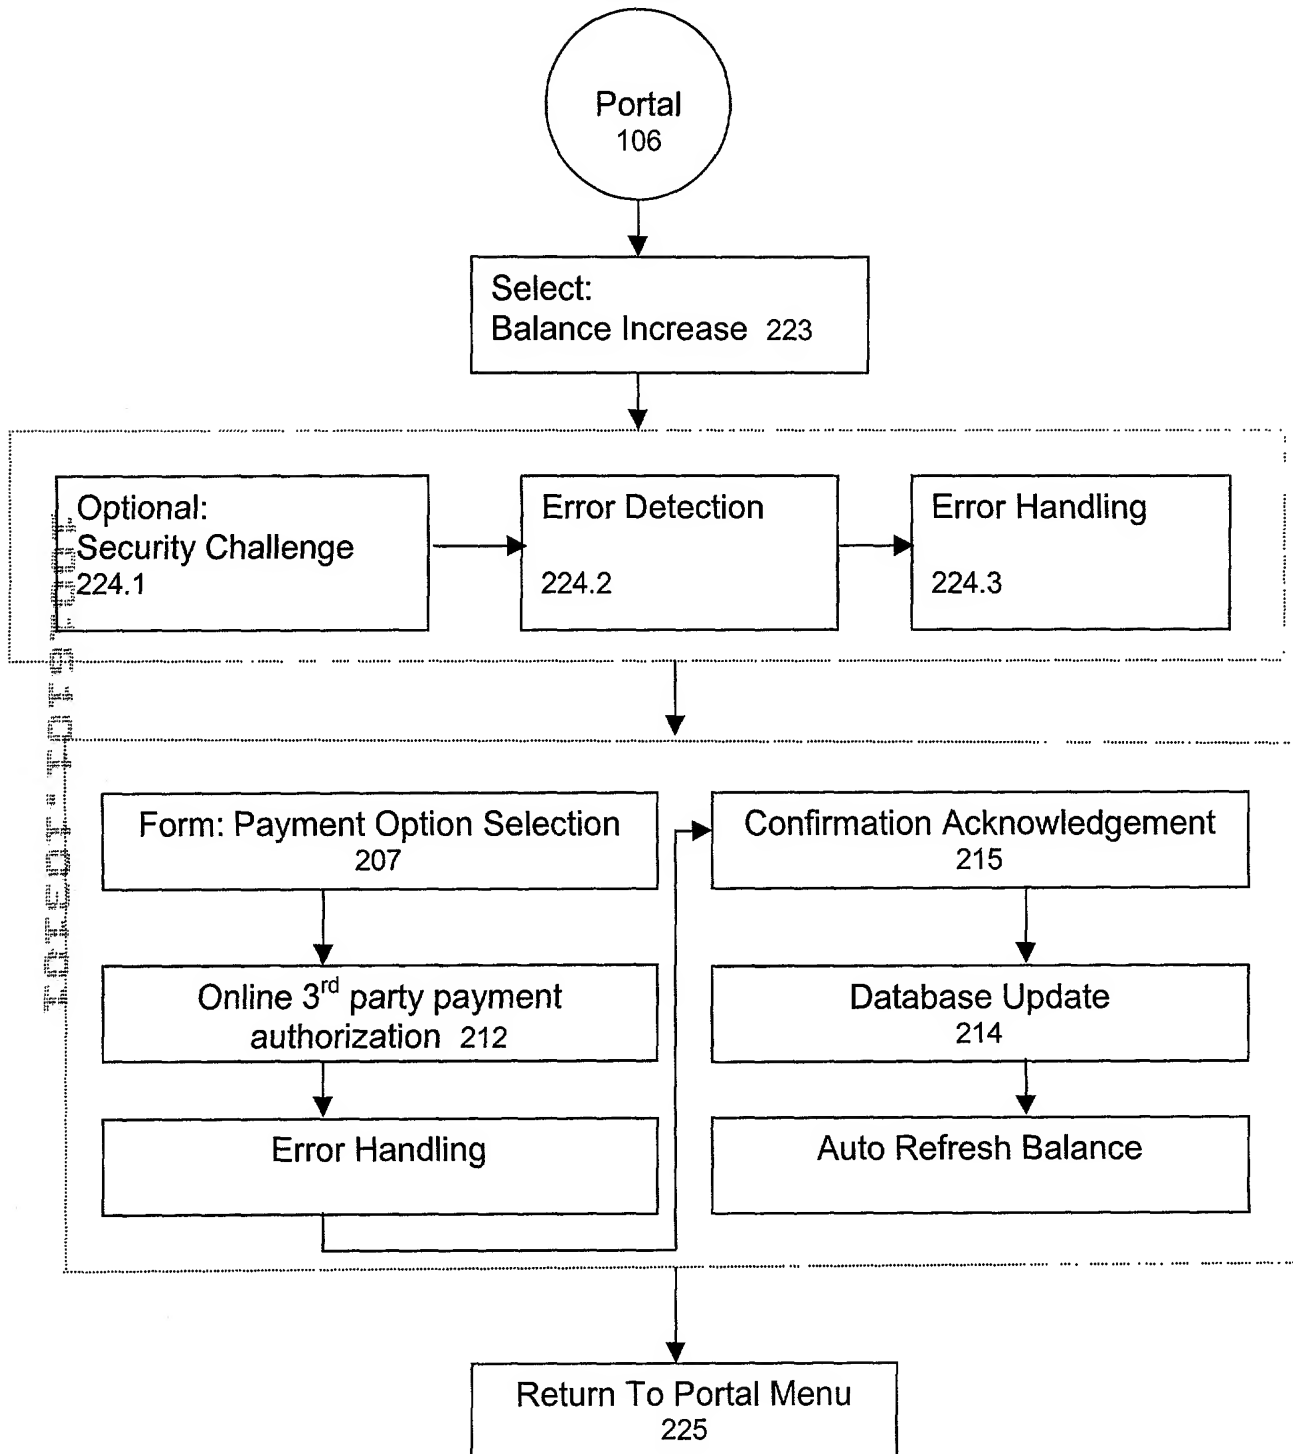 Portal
106
Select:
Balance Increase 223
Optional:
Security Challenge
224.1
Error Detection
224.2
Error Handling
224.3
Form: Payment Option Selection
207
Online 3rd party payment
authorization 212
Error Handling
Confirmation Acknowledgement
215
Database Update
214
Auto Refresh Balance
Return To Portal Menu
225